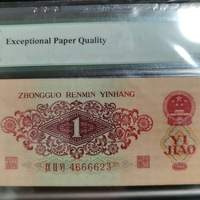 Exceptional Paper Quality
ZHONGGUO RENMIN YINHANG
1
YI
JIAO
4666623